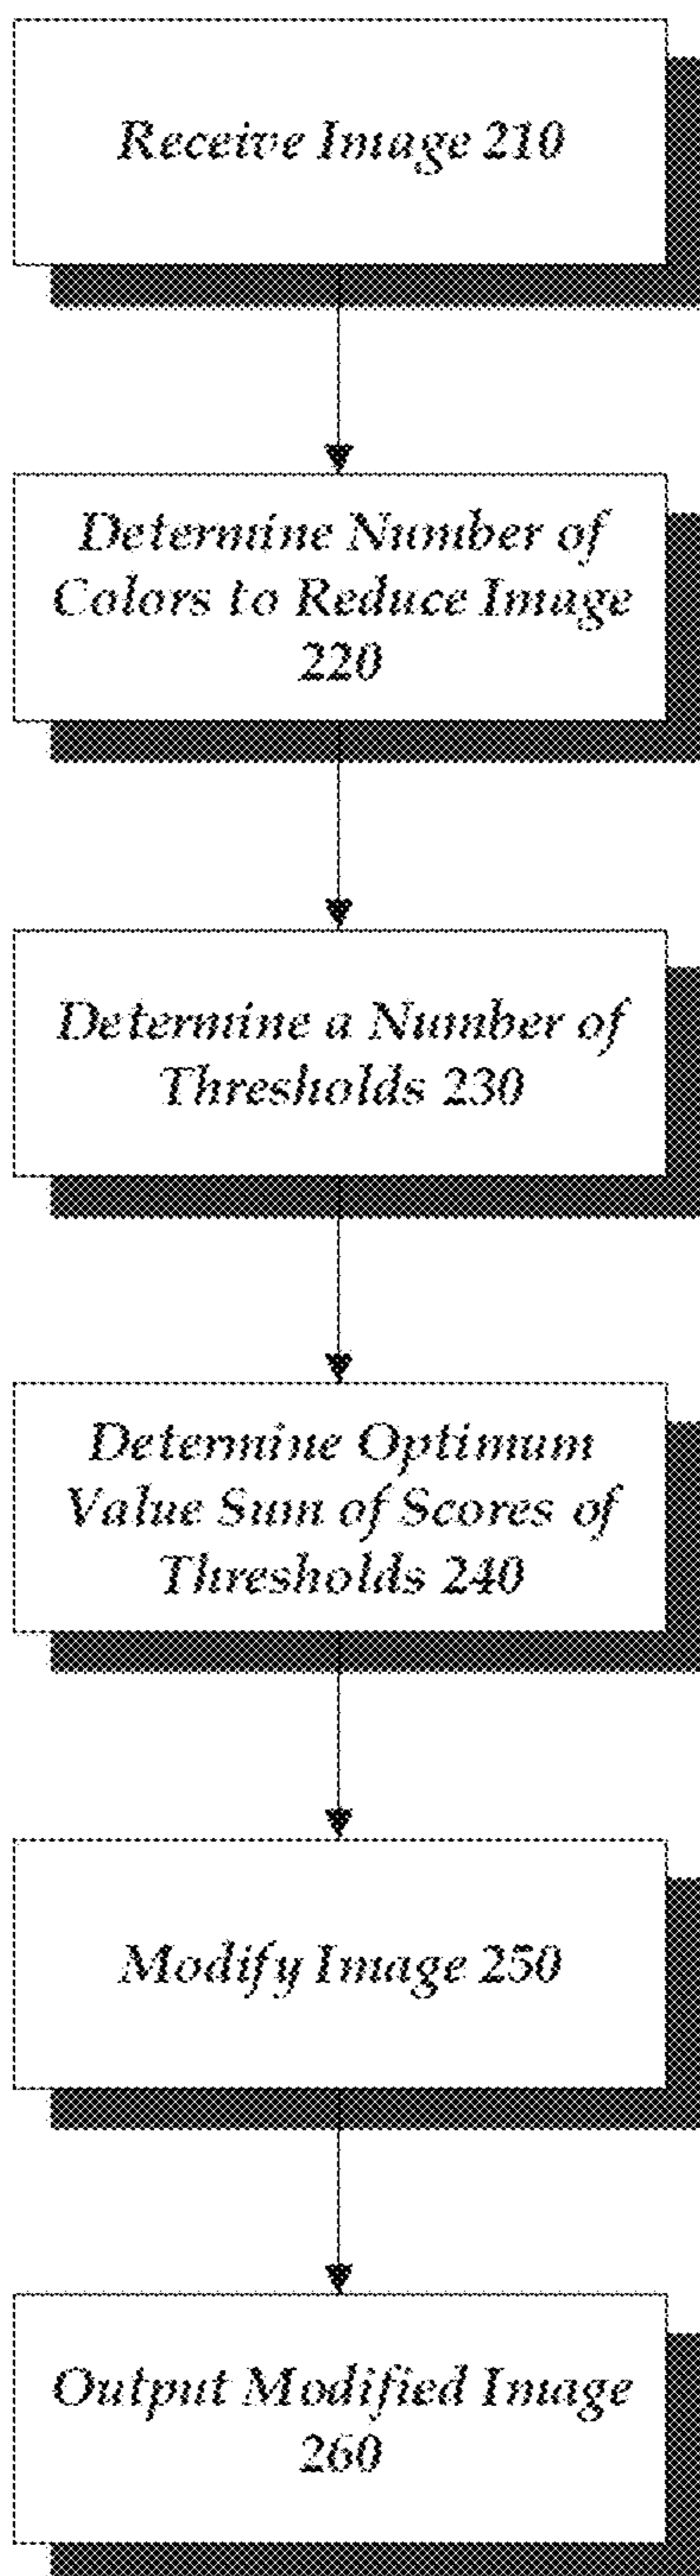 Receive Image 210
Determine Number of
Colors to Reduce Image
220
Determine a Number of
Thresholds 230
Determine Optimum
Value Sum of Scores of
Thresholds 240
Modify Image 250
Output Modified Image
260